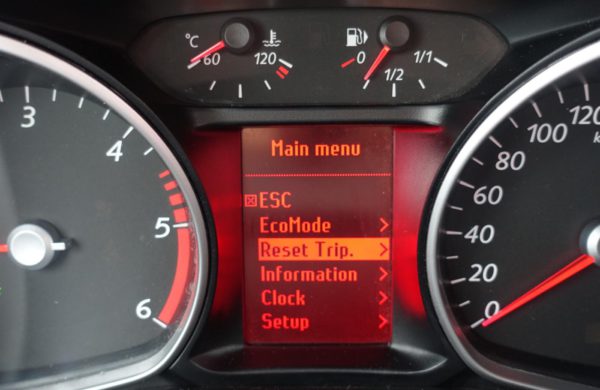 °C
60
120
0
1/2
1/1
3
4
5
6
Main menu
☒ESC
EcoMode >
Reset Trip. >
Information >
Clock >
Setup >
0
20
40
60
80
100
120
k